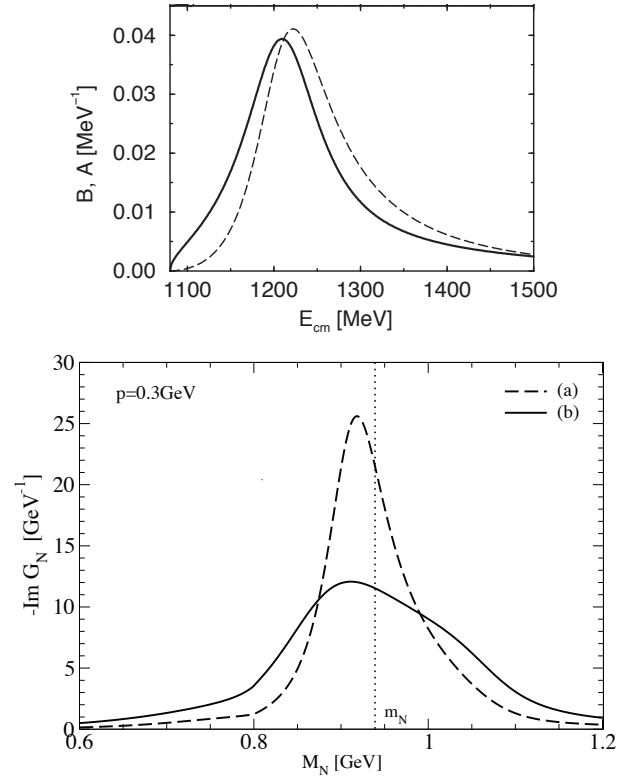 0.04
0.03
0.02
0.01
0.00
B, A [MeV⁻¹]
1100 1200 1300 1400 1500
E_cm [MeV]
30
25
20
15
10
5
0
-Im G_N [GeV⁻¹]
p=0.3GeV
(a)
(b)
m_N
0.6 0.8 1 1.2
M_N [GeV]